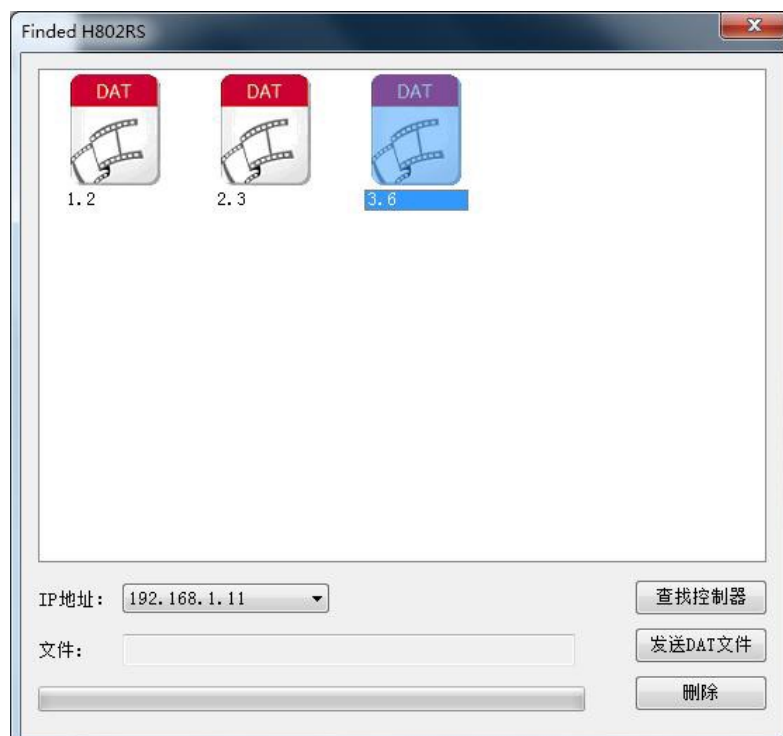 Finded H802RS
DAT DAT DAT
1.2 2.3 3.6
IP地址: 192.168.1.11 查找控制器
文件: 发送DAT文件
删除